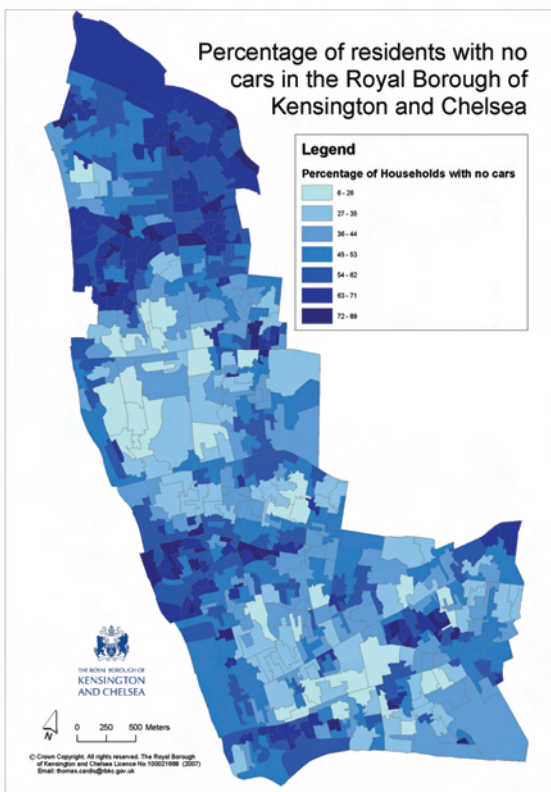 Percentage of residents with no
cars in the Royal Borough of
Kensington and Chelsea
Legend
Percentage of Households with no cars
6 - 26
27 - 35
36 - 44
45 - 53
54 - 62
63 - 71
72 - 89
THE ROYAL BOROUGH OF
KENSINGTON
AND CHELSEA
N
0 250 500 Meters
© Crown Copyright. All rights reserved. The Royal Borough
of Kensington and Chelsea Licence No 100021668 (2007)
Email: thomas.cardis@rbkc.gov.uk